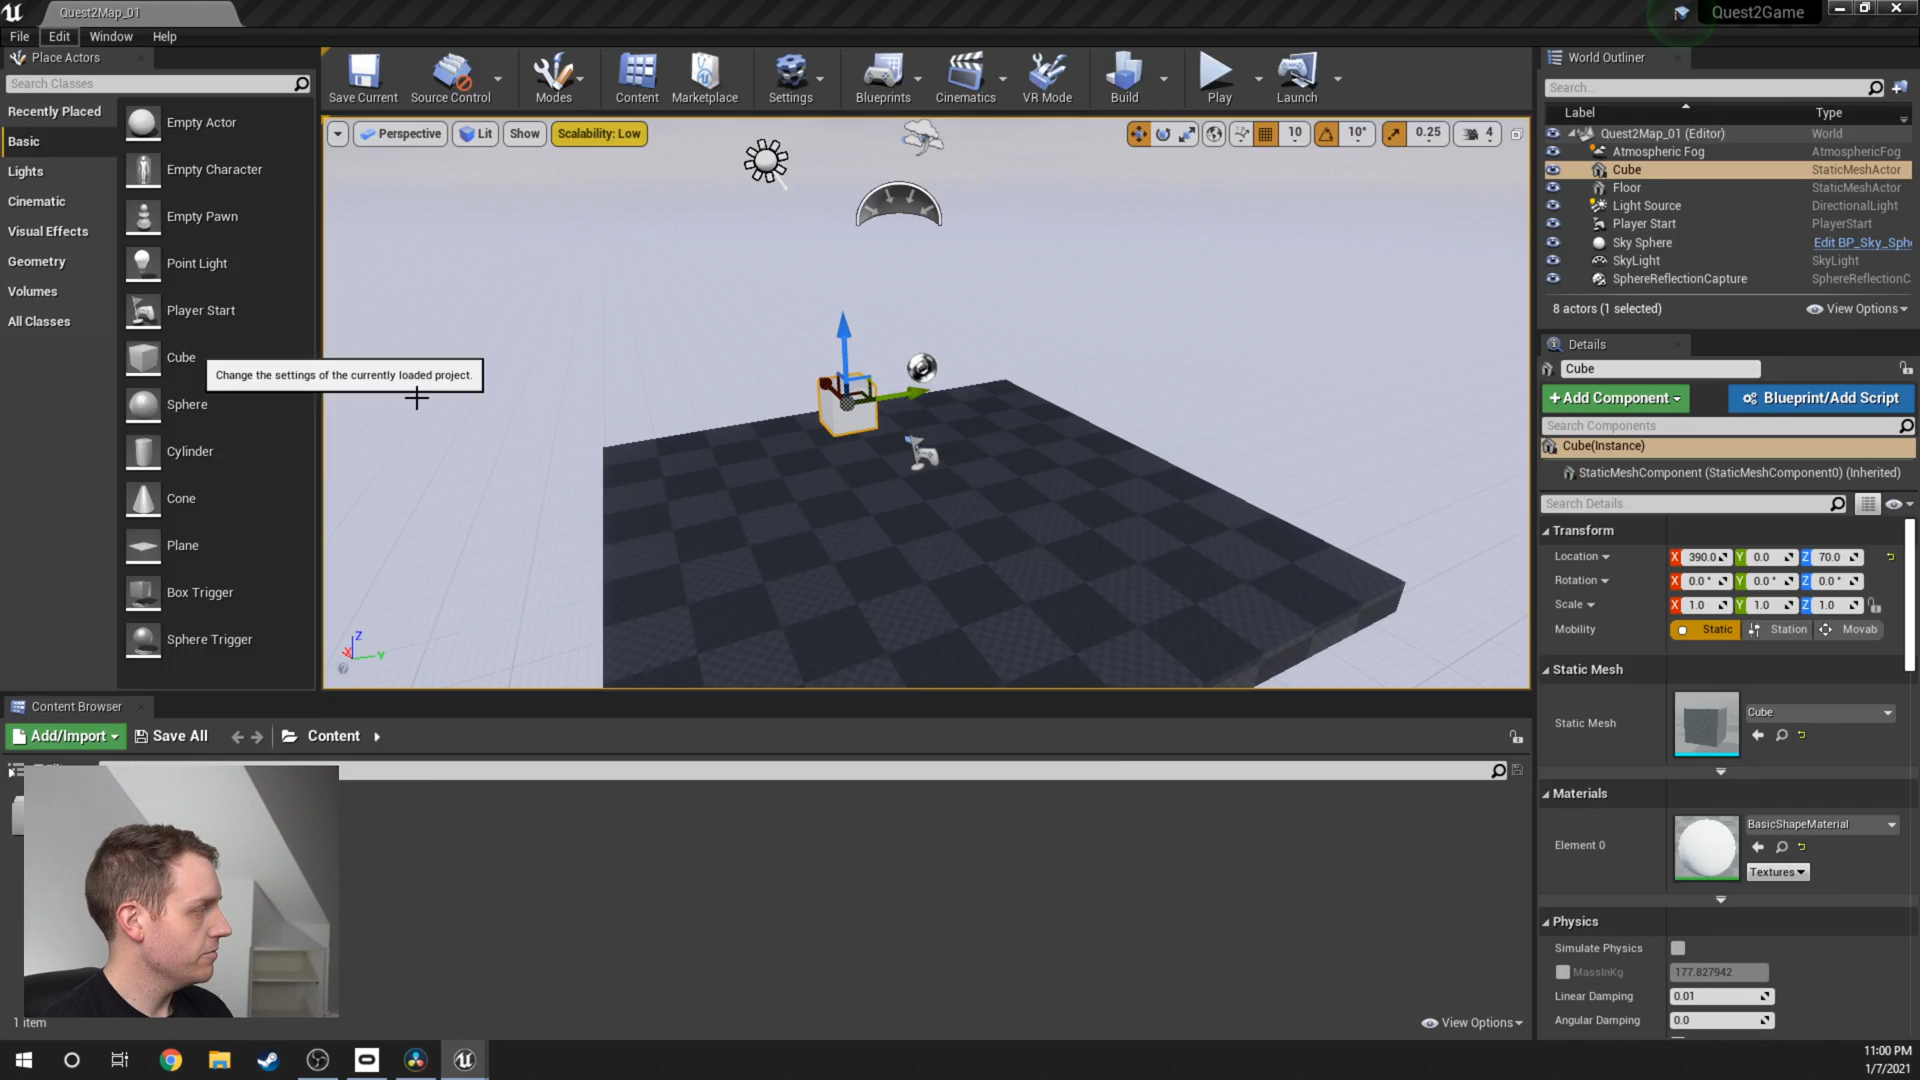 Quest2Map_01
Quest2Game
File Edit Window Help
Place Actors
Search Classes
Recently Placed
Basic
Lights
Cinematic
Visual Effects
Geometry
Volumes
All Classes
Empty Actor
Empty Character
Empty Pawn
Point Light
Player Start
Cube
Sphere
Cylinder
Cone
Plane
Box Trigger
Sphere Trigger
Change the settings of the currently loaded project.
Save Current Source Control Modes Content Marketplace Settings Blueprints Cinematics VR Mode Build Play Launch
Perspective Lit Show Scalability: Low 10 10° 0.25 4
Z
X Y
World Outliner
Search...
Label Type
Quest2Map_01 (Editor) World
Atmospheric Fog AtmosphericFog
Cube StaticMeshActor
Floor StaticMeshActor
Light Source DirectionalLight
Player Start PlayerStart
Sky Sphere Edit BP_Sky_Sph
SkyLight SkyLight
SphereReflectionCapture SphereReflectionC
8 actors (1 selected) View Options
Details
Cube
+Add Component Blueprint/Add Script
Search Components
Cube(Instance)
StaticMeshComponent (StaticMeshComponent0) (Inherited)
Search Details
Transform
Location X 390.0 Y 0.0 Z 70.0
Rotation X 0.0 ° Y 0.0 ° Z 0.0 °
Scale X 1.0 Y 1.0 Z 1.0
Mobility Static Station Movab
Static Mesh
Static Mesh Cube
Materials
Element 0 BasicShapeMaterial
Textures
Physics
Simulate Physics
MassInKg 177.827942
Linear Damping 0.01
Angular Damping 0.0
Content Browser
Add/Import Save All Content
1 item
View Options
11:00 PM
1/7/2021